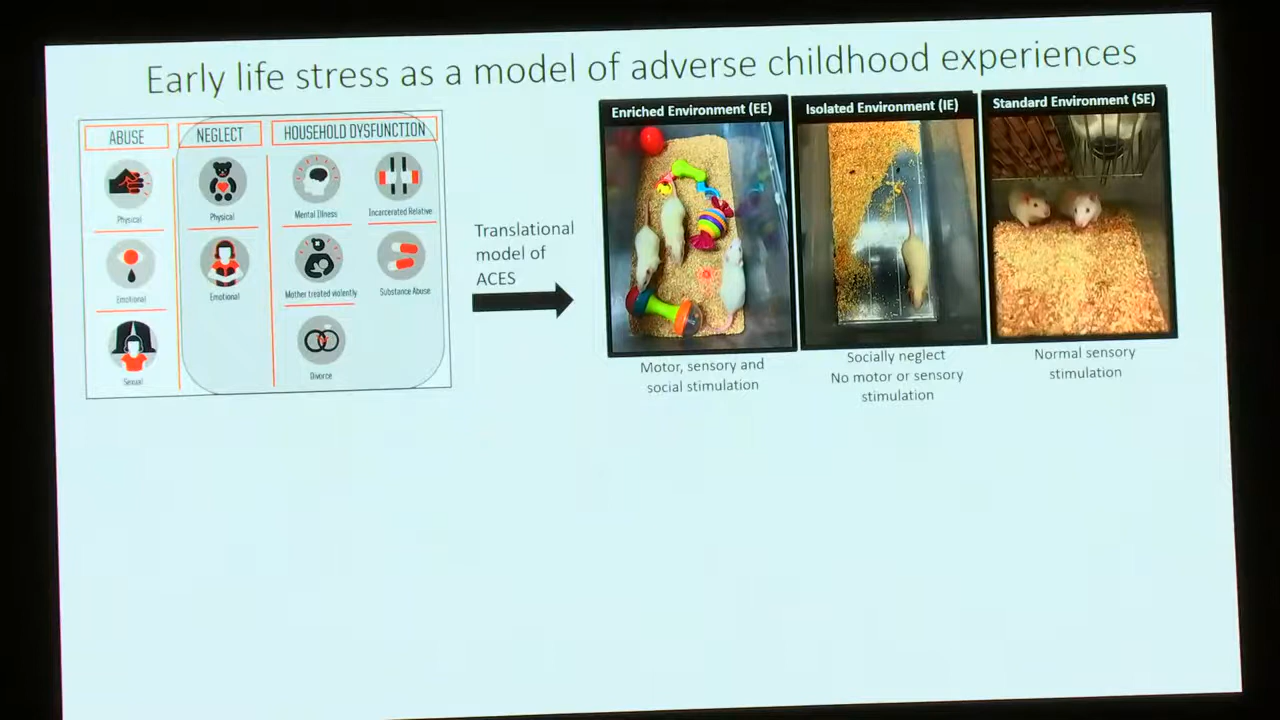 Early life stress as a model of adverse childhood experiences
ABUSE
NEGLECT
HOUSEHOLD DYSFUNCTION
Physical
Physical
Mental Illness
Incarcerated Relative
Emotional
Emotional
Mother treated violently
Substance Abuse
Sexual
Divorce
Translational
model of
ACES
Enriched Environment (EE)
Isolated Environment (IE)
Standard Environment (SE)
Motor, sensory and
social stimulation
Socially neglect
No motor or sensory
stimulation
Normal sensory
stimulation